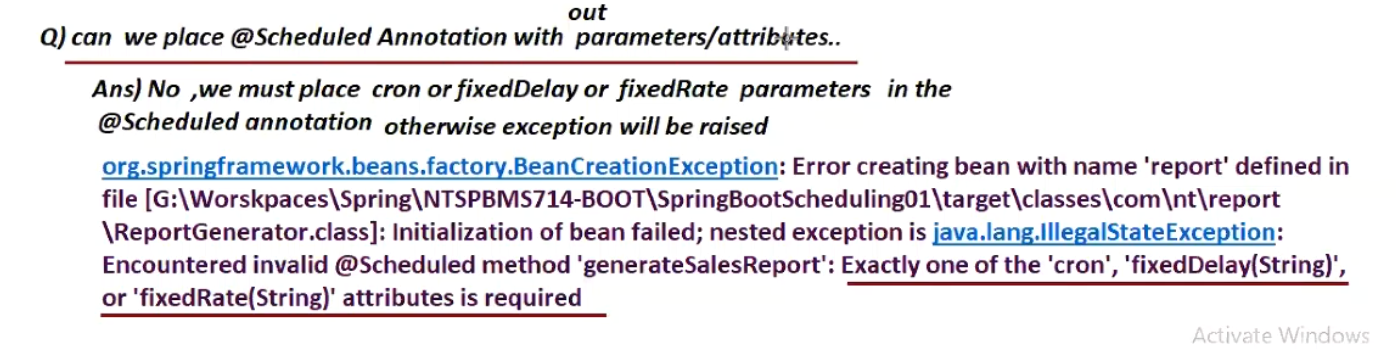 out
Q) can we place @Scheduled Annotation with parameters/attributes..
Ans) No ,we must place cron or fixedDelay or fixedRate parameters in the
@Scheduled annotation otherwise exception will be raised
org.springframework.beans.factory.BeanCreationException: Error creating bean with name 'report' defined in
file [G:\Worskpaces\Spring\NTSPBMS714-BOOT\SpringBootScheduling01\target\classes\com\nt\report
\ReportGenerator.class]: Initialization of bean failed; nested exception is java.lang.IllegalStateException:
Encountered invalid @Scheduled method 'generateSalesReport': Exactly one of the 'cron', 'fixedDelay(String)',
or 'fixedRate(String)' attributes is required
Activate Windows